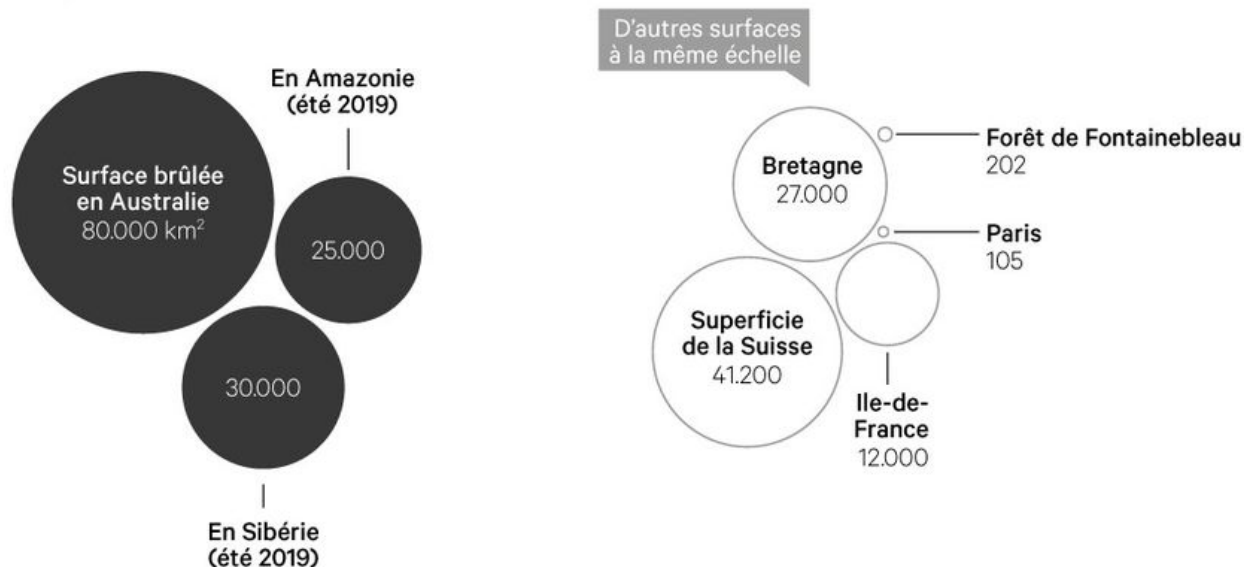 Surface brûlée
en Australie
80.000 km²
En Amazonie
(été 2019)
25.000
30.000
En Sibérie
(été 2019)
D'autres surfaces
à la même échelle
Bretagne
27.000
Forêt de Fontainebleau
202
Paris
105
Superficie
de la Suisse
41.200
Ile-de-
France
12.000